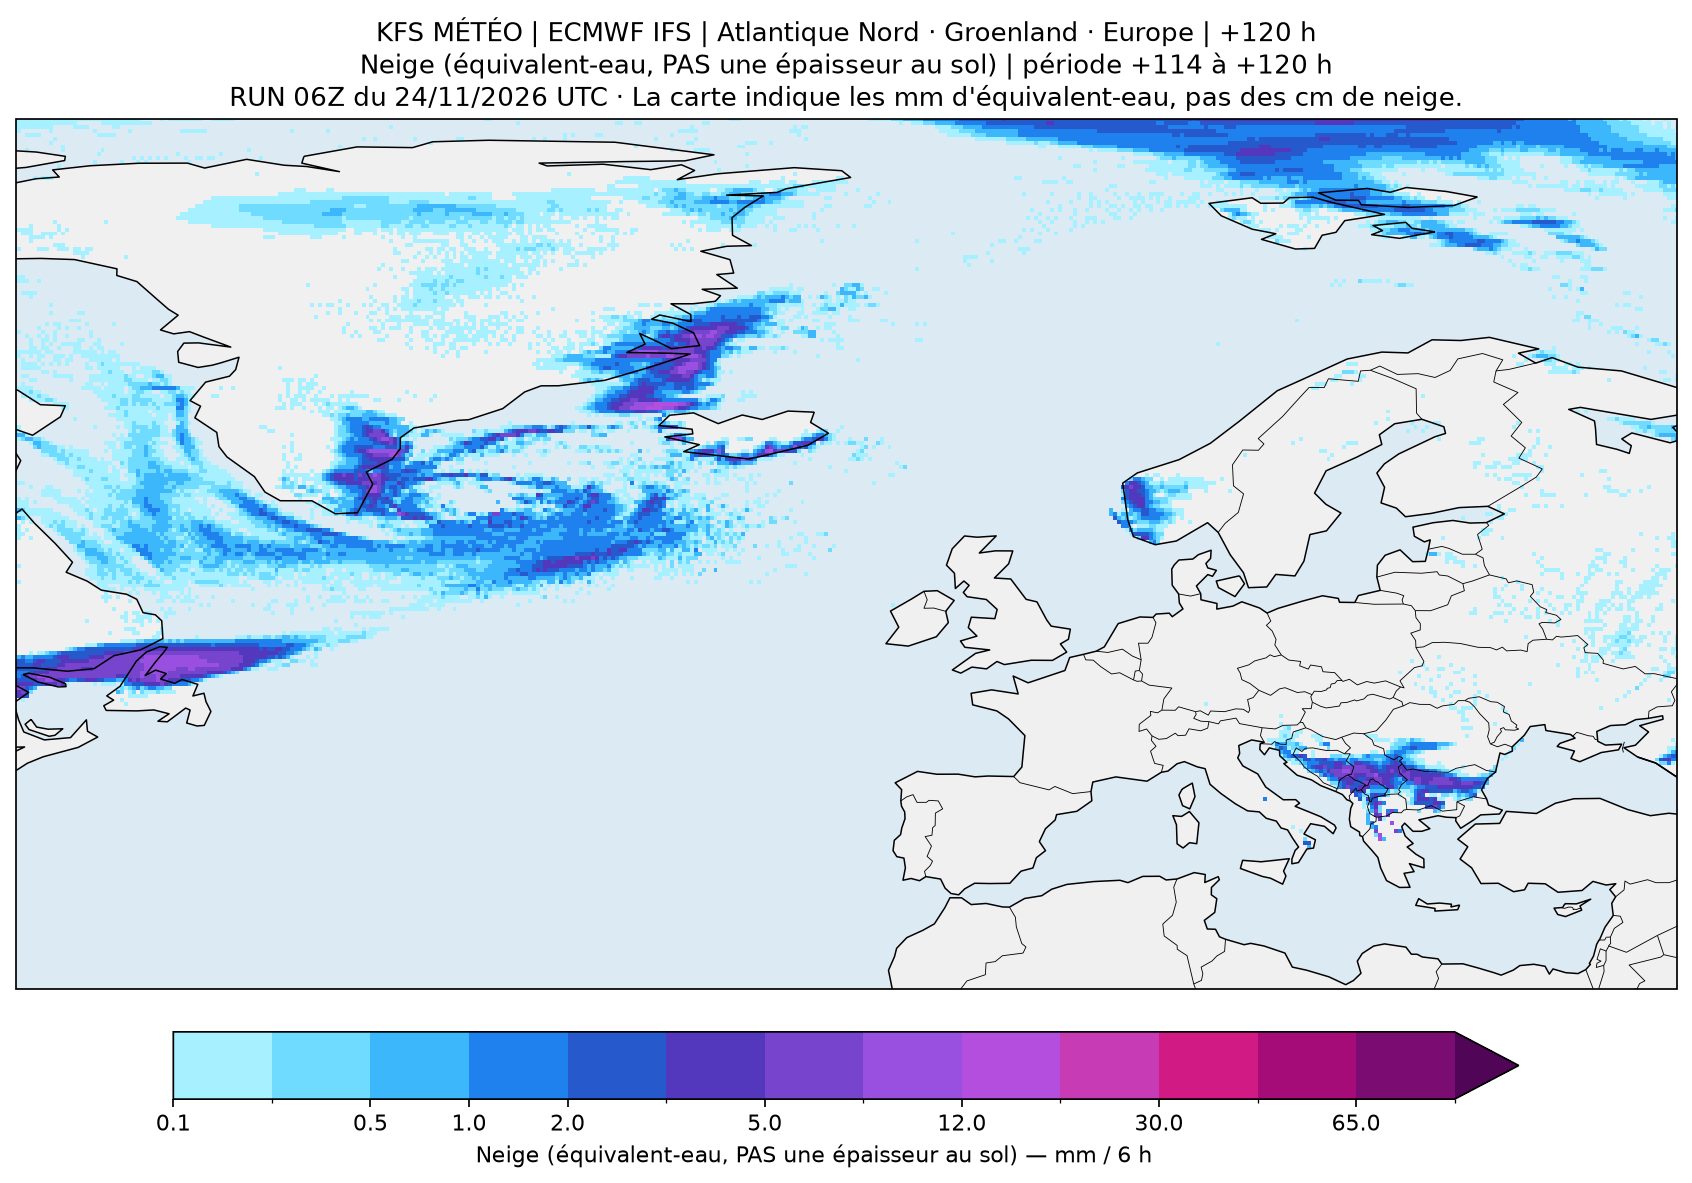 KFS MÉTÉO | ECMWF IFS | Atlantique Nord · Groenland · Europe | +120 h
Neige (équivalent-eau, PAS une épaisseur au sol) | période +114 à +120 h
RUN 06Z du 24/11/2026 UTC · La carte indique les mm d'équivalent-eau, pas des cm de neige.
0.1 0.5 1.0 2.0 5.0 12.0 30.0 65.0
Neige (équivalent-eau, PAS une épaisseur au sol) — mm / 6 h